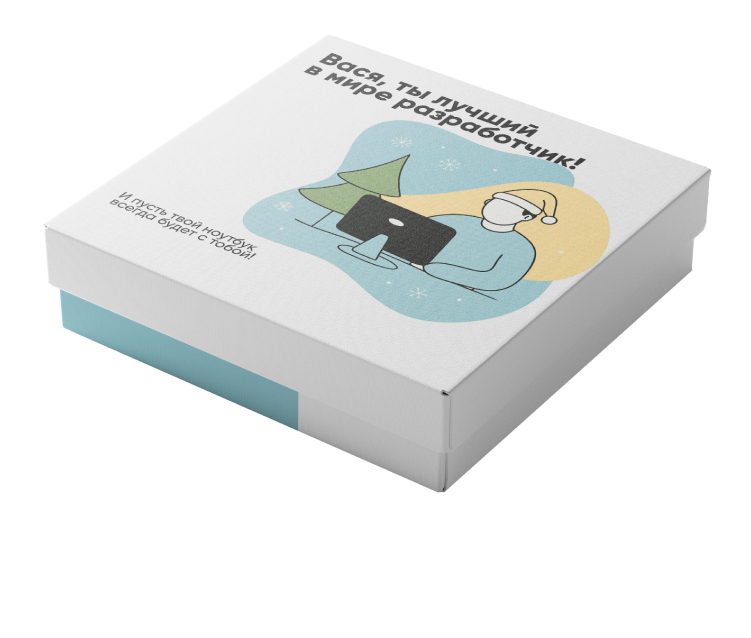 Вася, ты лучший
в мире разработчик!
И пусть твой ноутбук
всегда будет с тобой!